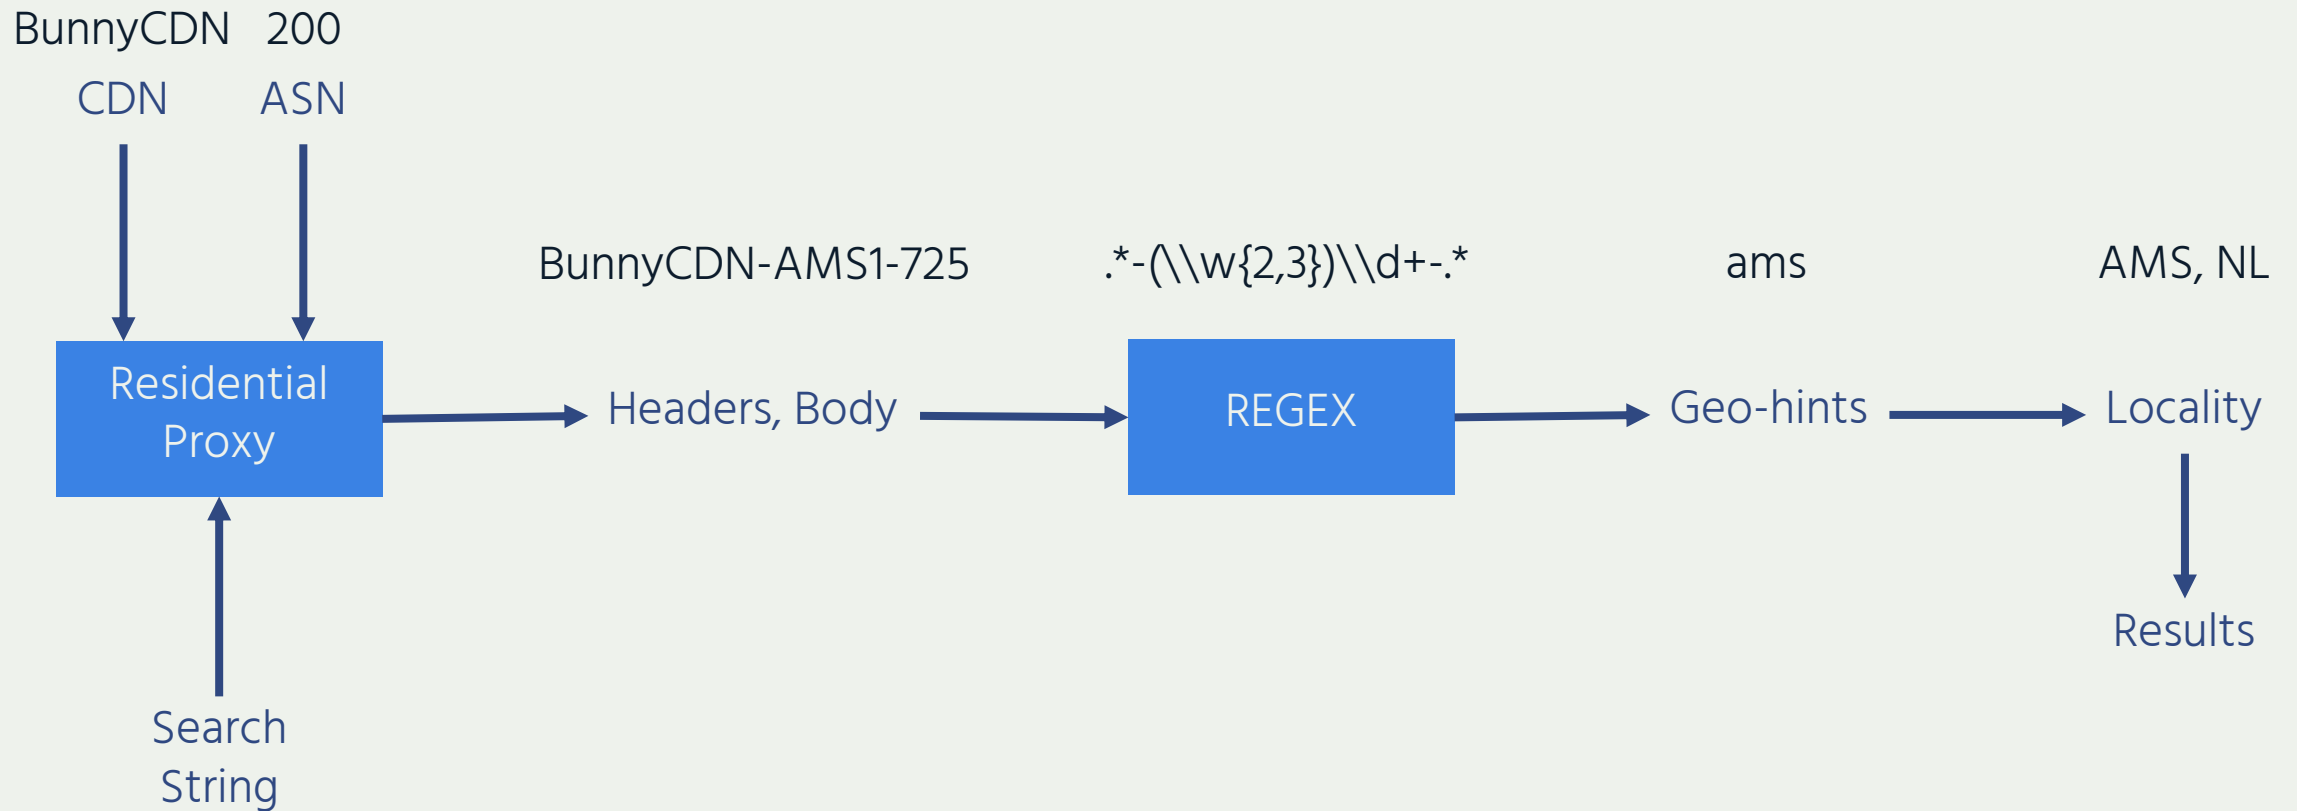 BunnyCDN 200
CDN ASN
BunnyCDN-AMS1-725 .*-(\\w{2,3})\\d+-.* ams AMS, NL
Residential
Proxy
Headers, Body REGEX Geo-hints Locality
Results
Search
String